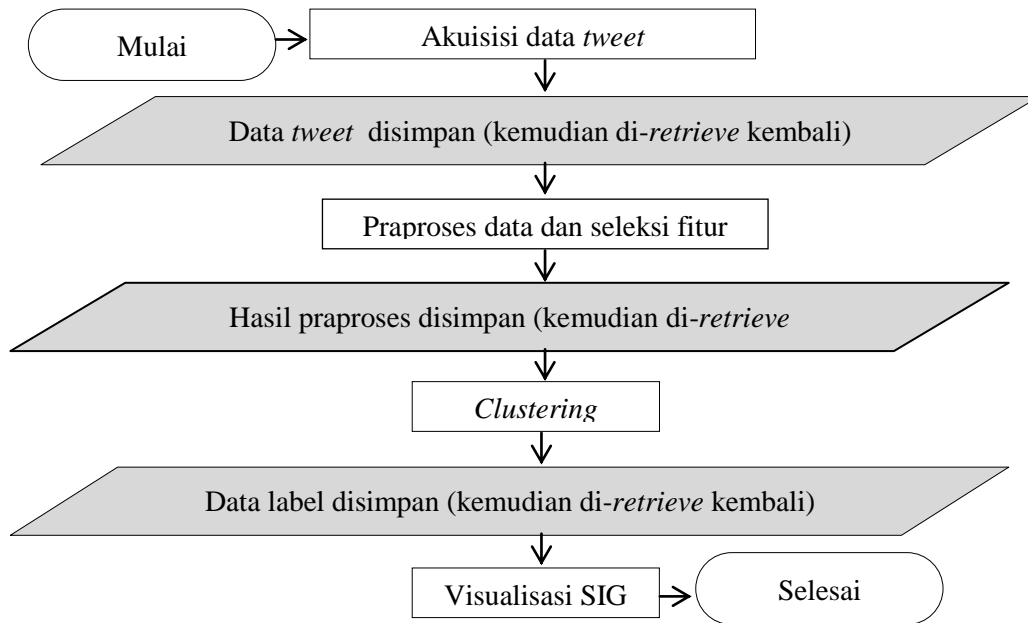 Mulai
Akuisisi data tweet
Data tweet disimpan (kemudian di-retrieve kembali)
Praproses data dan seleksi fitur
Hasil praproses disimpan (kemudian di-retrieve
Clustering
Data label disimpan (kemudian di-retrieve kembali)
Visualisasi SIG
Selesai